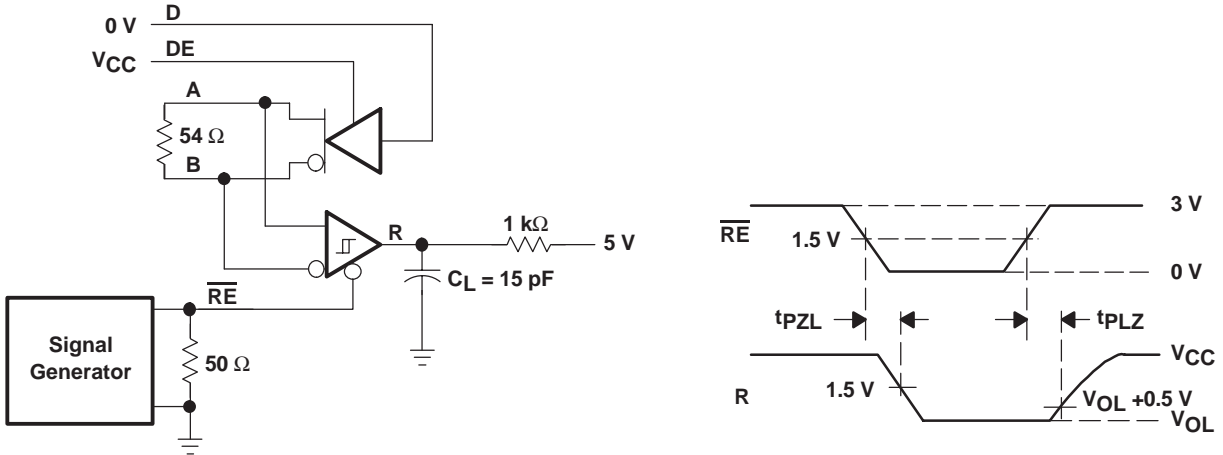 0 V D
VCC DE
A
54 Ω
B
R 1 kΩ 5 V
CL = 15 pF
RE
Signal
Generator
50 Ω
RE 3 V
1.5 V
0 V
tPZL tPLZ
VCC
R 1.5 V
VOL +0.5 V
VOL